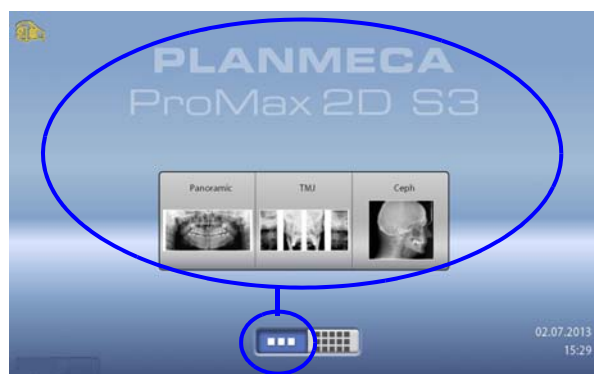 PLANMECA
ProMax 2D S3
Panoramic TMJ Ceph
02.07.2013
15:29